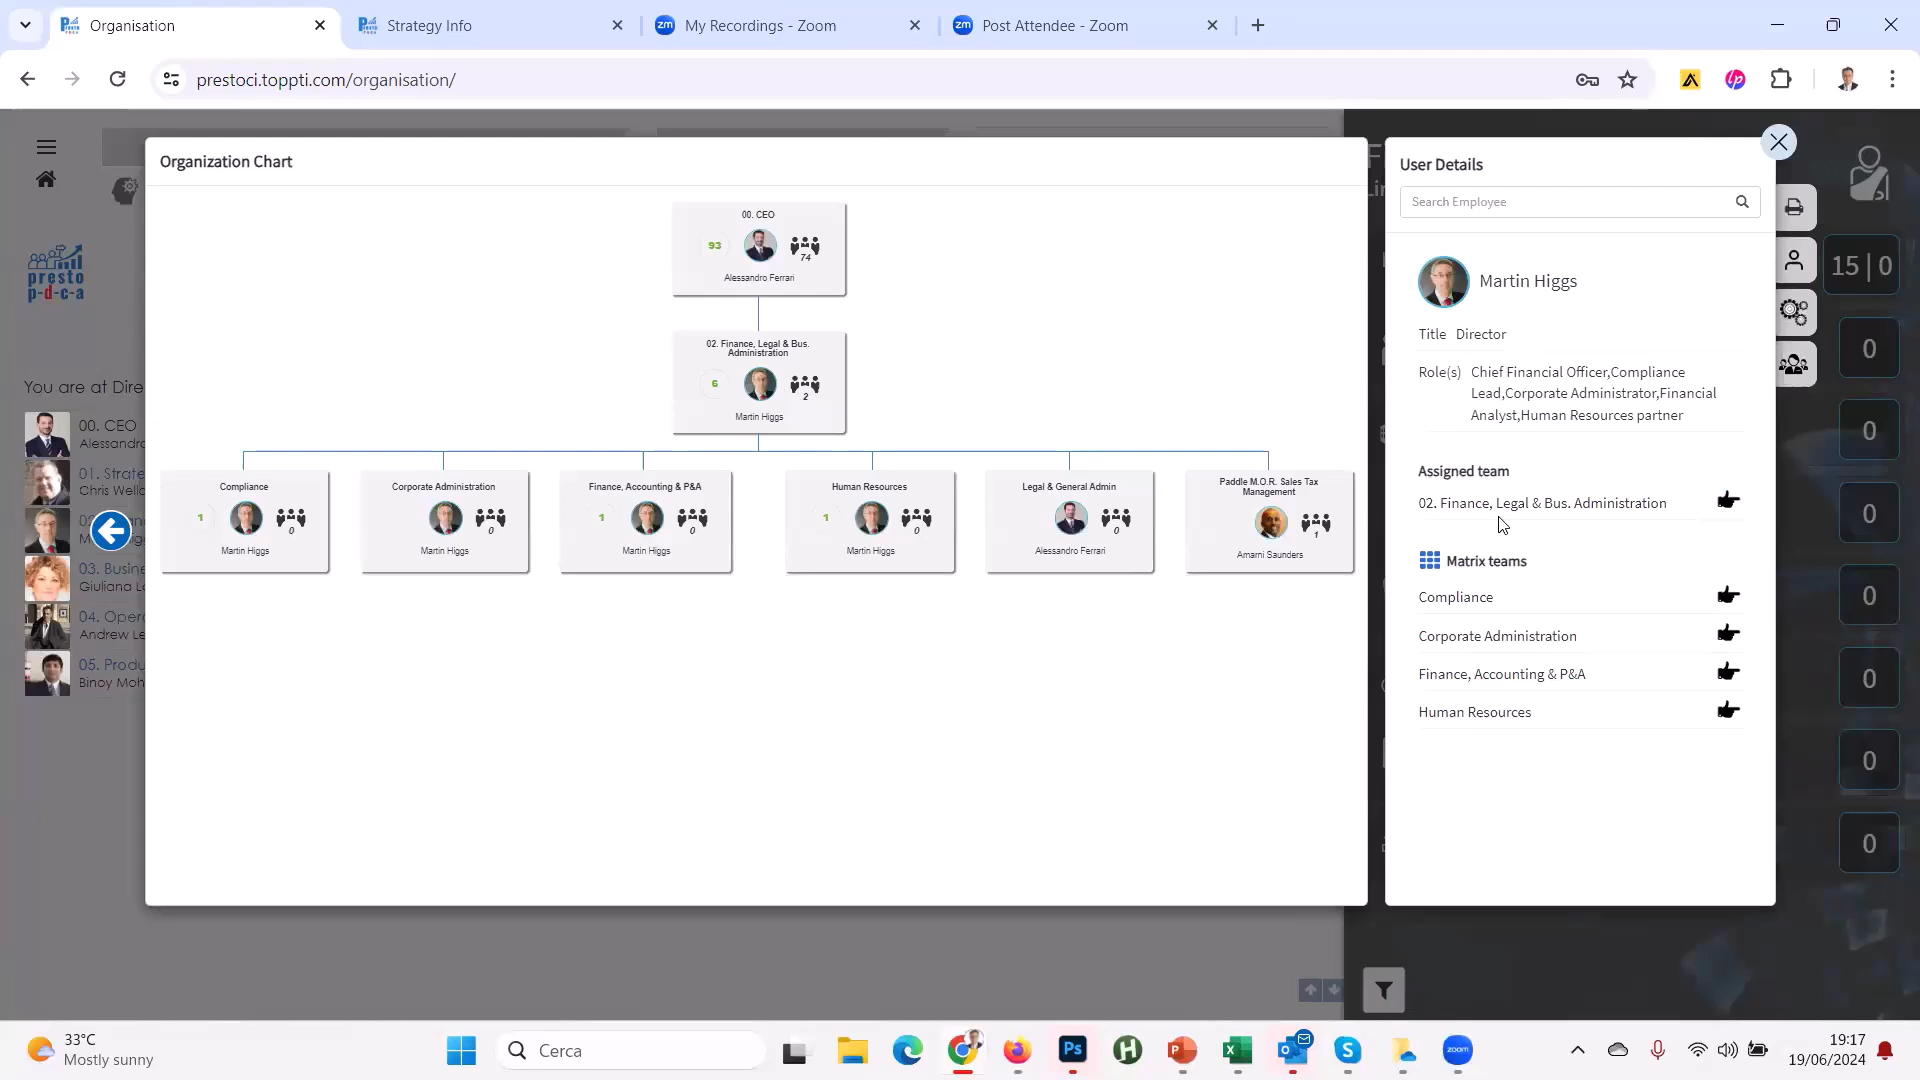 Organisation
Strategy Info
My Recordings - Zoom
Post Attendee - Zoom
prestoci.toppti.com/organisation/
Organization Chart
00. CEO
93
74
Alessandro Ferrari
02. Finance, Legal & Bus.
Administration
6
2
Martin Higgs
Compliance
1
0
Martin Higgs
Corporate Administration
0
Martin Higgs
Finance, Accounting & P&A
1
0
Martin Higgs
Human Resources
1
0
Martin Higgs
Legal & General Admin
0
Alessandro Ferrari
Paddle M.O.R. Sales Tax
Management
1
Amarni Saunders
User Details
Search Employee
Martin Higgs
Title Director
Role(s) Chief Financial Officer,Compliance
Lead,Corporate Administrator,Financial
Analyst,Human Resources partner
Assigned team
02. Finance, Legal & Bus. Administration
Matrix teams
Compliance
Corporate Administration
Finance, Accounting & P&A
Human Resources
presto
p-d-c-a
You are at Dire
00. CEO
Alessandro
01. Strate
Chris Wello
03. Busine
Giuliana Lo
04. Opera
Andrew Le
05. Produ
Binoy Moh
15 | 0
0
0
0
0
0
0
0
33°C
Mostly sunny
Cerca
zoom
19:17
19/06/2024